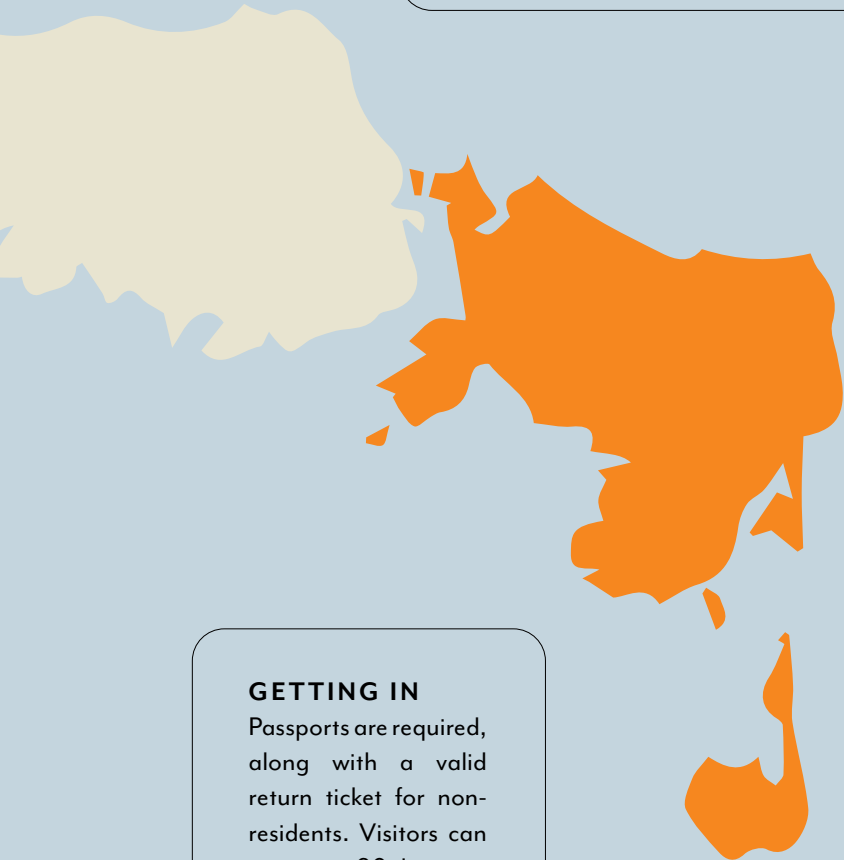 GETTING IN
Passports are required,
along with a valid
return ticket for non-
residents. Visitors can